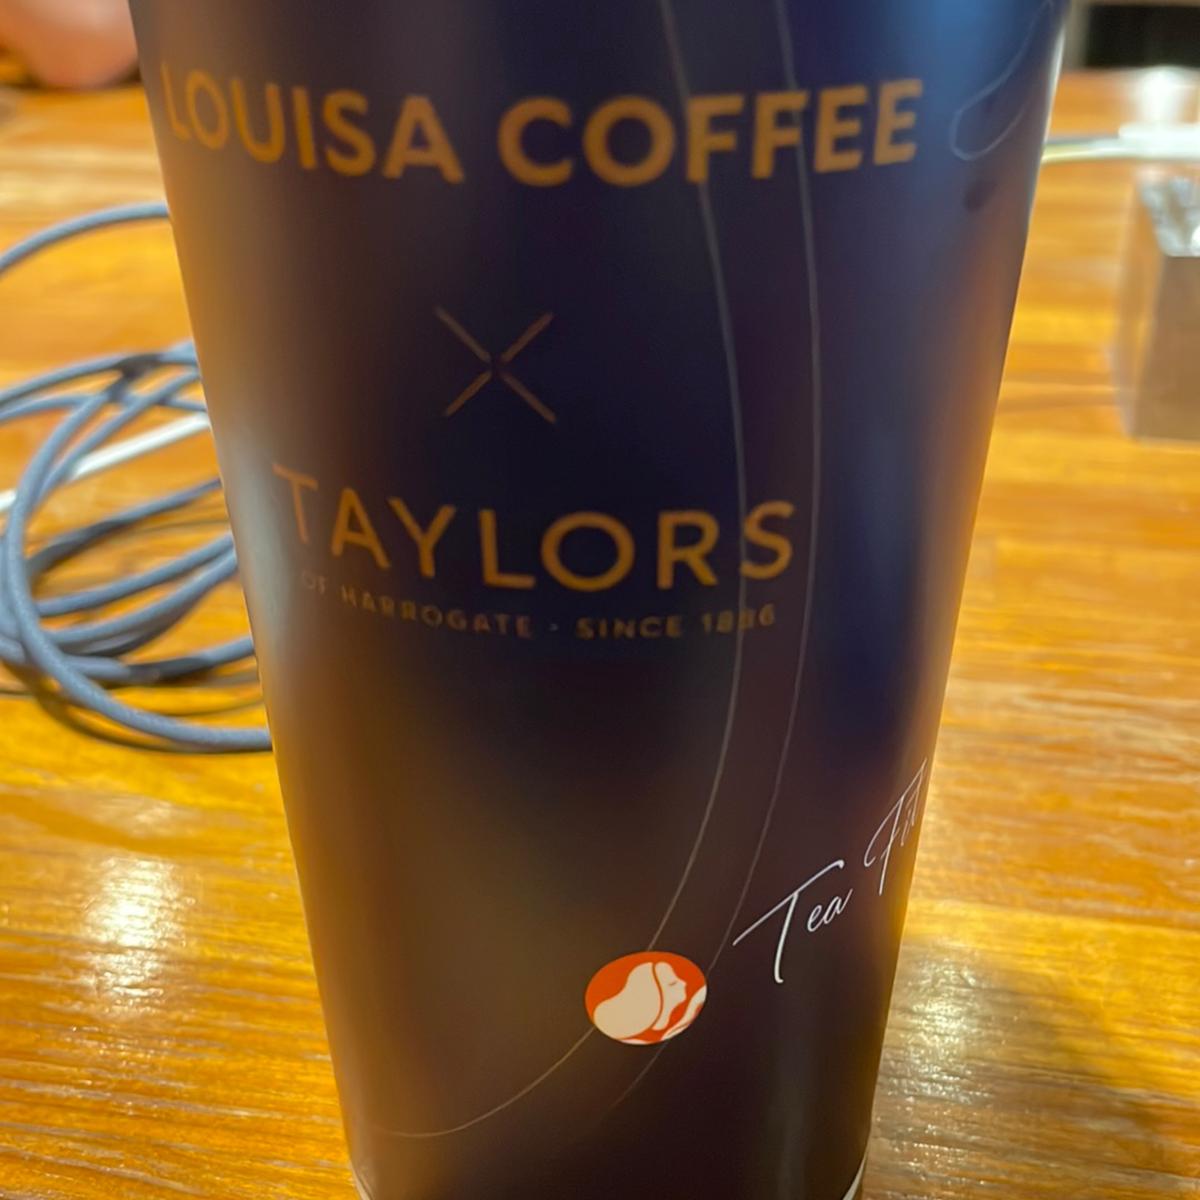 LOUISA COFFEE
X
TAYLORS
OF HARROGATE · SINCE 1886
Tea